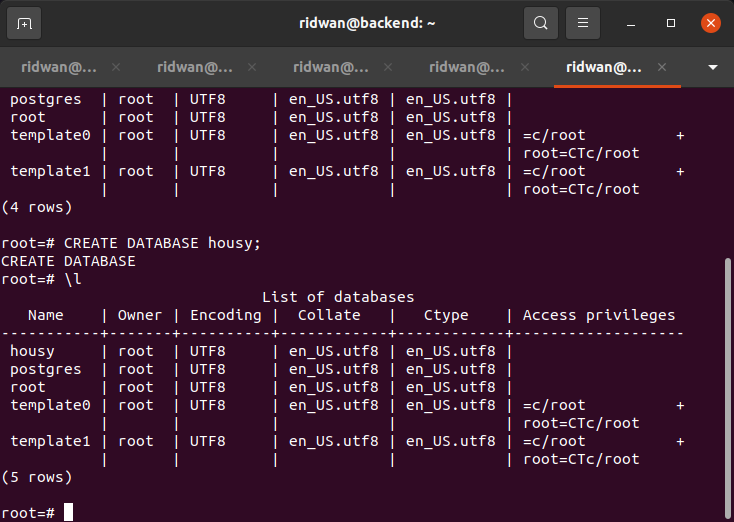 ridwan@backend: ~
ridwan@... ridwan@... ridwan@... ridwan@... ridwan@...
 postgres  | root  | UTF8     | en_US.utf8 | en_US.utf8 |
 root      | root  | UTF8     | en_US.utf8 | en_US.utf8 |
 template0 | root  | UTF8     | en_US.utf8 | en_US.utf8 | =c/root          +
           |       |          |            |            | root=CTc/root
 template1 | root  | UTF8     | en_US.utf8 | en_US.utf8 | =c/root          +
           |       |          |            |            | root=CTc/root
(4 rows)
root=# CREATE DATABASE housy;
CREATE DATABASE
root=# \l
                             List of databases
   Name    | Owner | Encoding |  Collate   |   Ctype    | Access privileges
-----------+-------+----------+------------+------------+-------------------
 housy     | root  | UTF8     | en_US.utf8 | en_US.utf8 |
 postgres  | root  | UTF8     | en_US.utf8 | en_US.utf8 |
 root      | root  | UTF8     | en_US.utf8 | en_US.utf8 |
 template0 | root  | UTF8     | en_US.utf8 | en_US.utf8 | =c/root          +
           |       |          |            |            | root=CTc/root
 template1 | root  | UTF8     | en_US.utf8 | en_US.utf8 | =c/root          +
           |       |          |            |            | root=CTc/root
(5 rows)
root=#